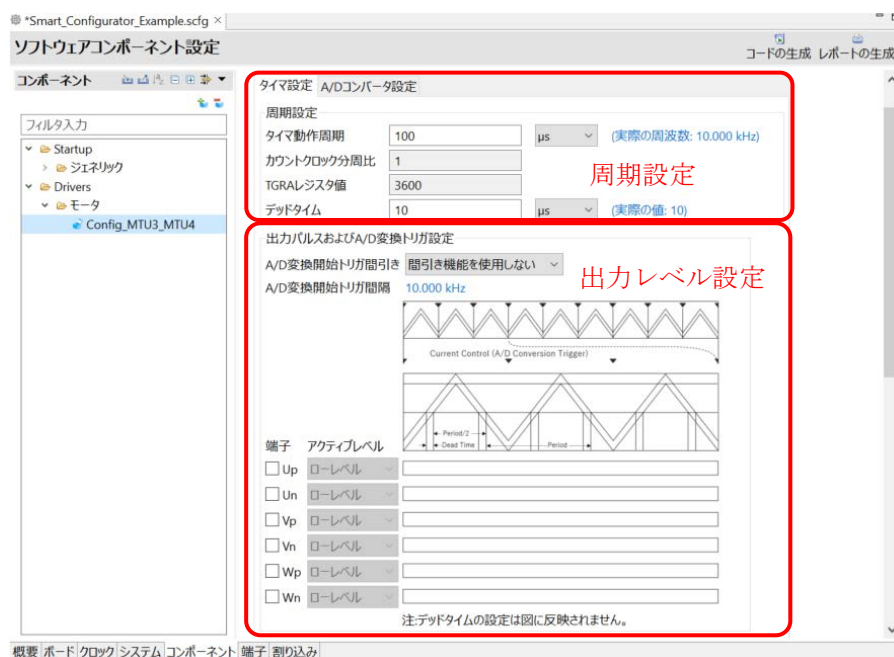 *Smart_Configurator_Example.scfg ×
ソフトウェアコンポーネント設定
コードの生成 レポートの生成
コンポーネント
フィルタ入力
Startup
ジェネリック
Drivers
モータ
Config_MTU3_MTU4
タイマ設定 A/Dコンバータ設定
周期設定
タイマ動作周期 100 μs (実際の周波数: 10.000 kHz)
カウントクロック分周比 1
周期設定
TGRAレジスタ値 3600
デッドタイム 10 μs (実際の値: 10)
出力パルスおよびA/D変換トリガ設定
A/D変換開始トリガ間引き 間引き機能を使用しない
出力レベル設定
A/D変換開始トリガ間隔 10.000 kHz
Current Control (A/D Conversion Trigger)
Period/2
Dead Time Period
端子 アクティブレベル
Up ローレベル
Un ローレベル
Vp ローレベル
Vn ローレベル
Wp ローレベル
Wn ローレベル
注:デッドタイムの設定は図に反映されません。
概要 ボード クロック システム コンポーネント 端子 割り込み